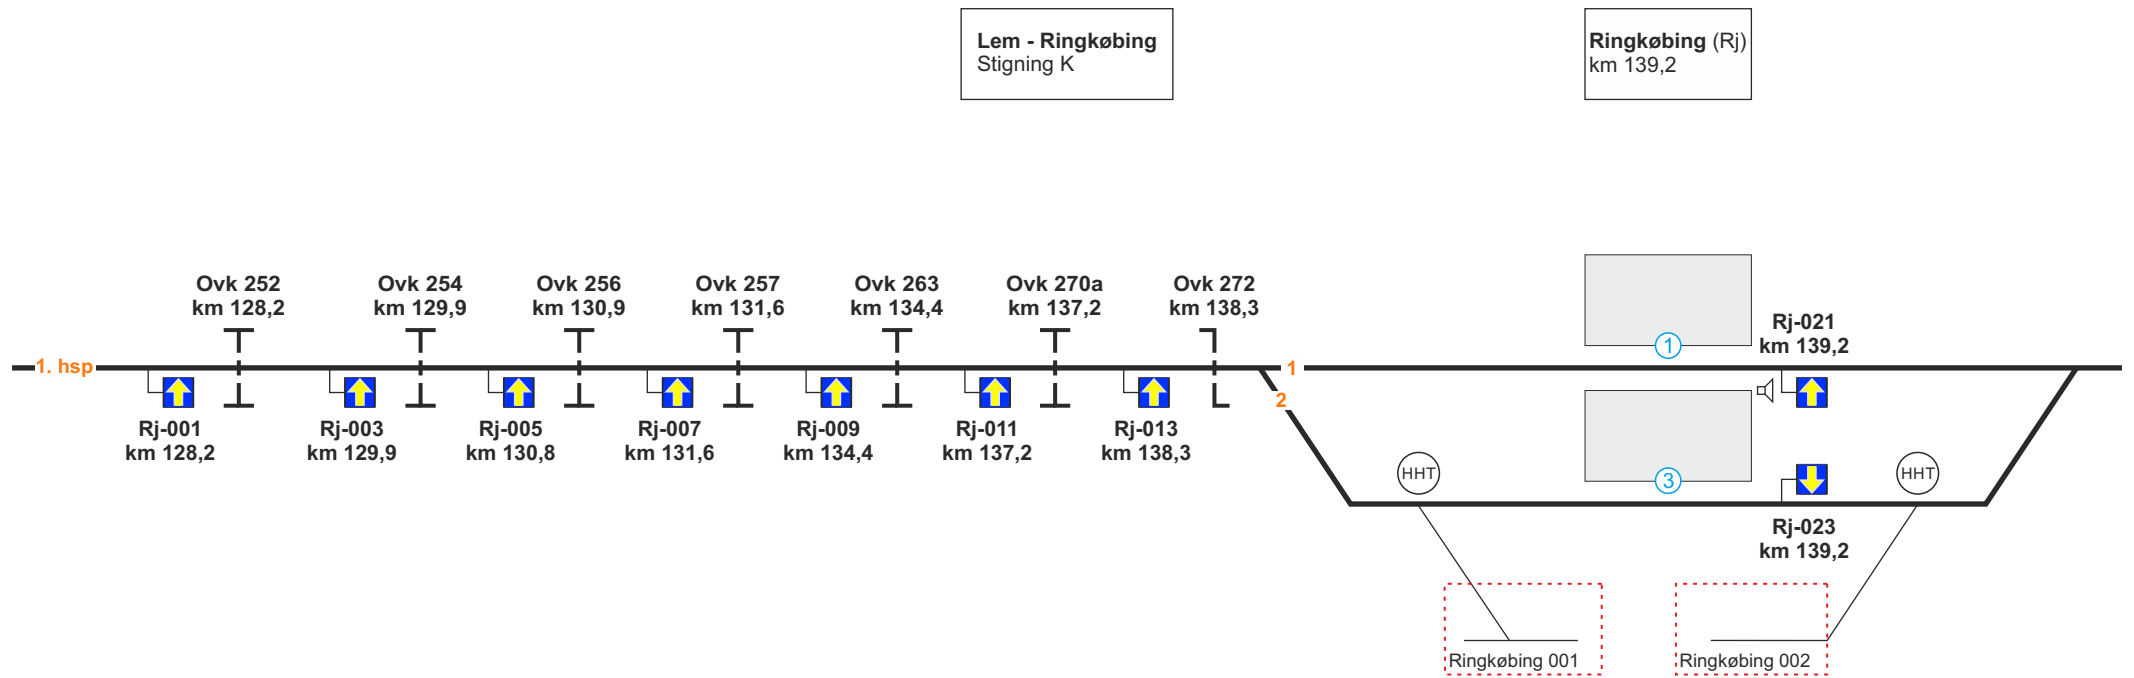 Lem - Ringkøbing
Stigning K
Ringkøbing (Rj)
km 139,2
Ovk 252
km 128,2
Ovk 254
km 129,9
Ovk 256
km 130,9
Ovk 257
km 131,6
Ovk 263
km 134,4
Ovk 270a
km 137,2
Ovk 272
km 138,3
1. hsp
Rj-001
km 128,2
Rj-003
km 129,9
Rj-005
km 130,8
Rj-007
km 131,6
Rj-009
km 134,4
Rj-011
km 137,2
Rj-013
km 138,3
1
2
1
Rj-021
km 139,2
3
HHT
HHT
Rj-023
km 139,2
Ringkøbing 001
Ringkøbing 002